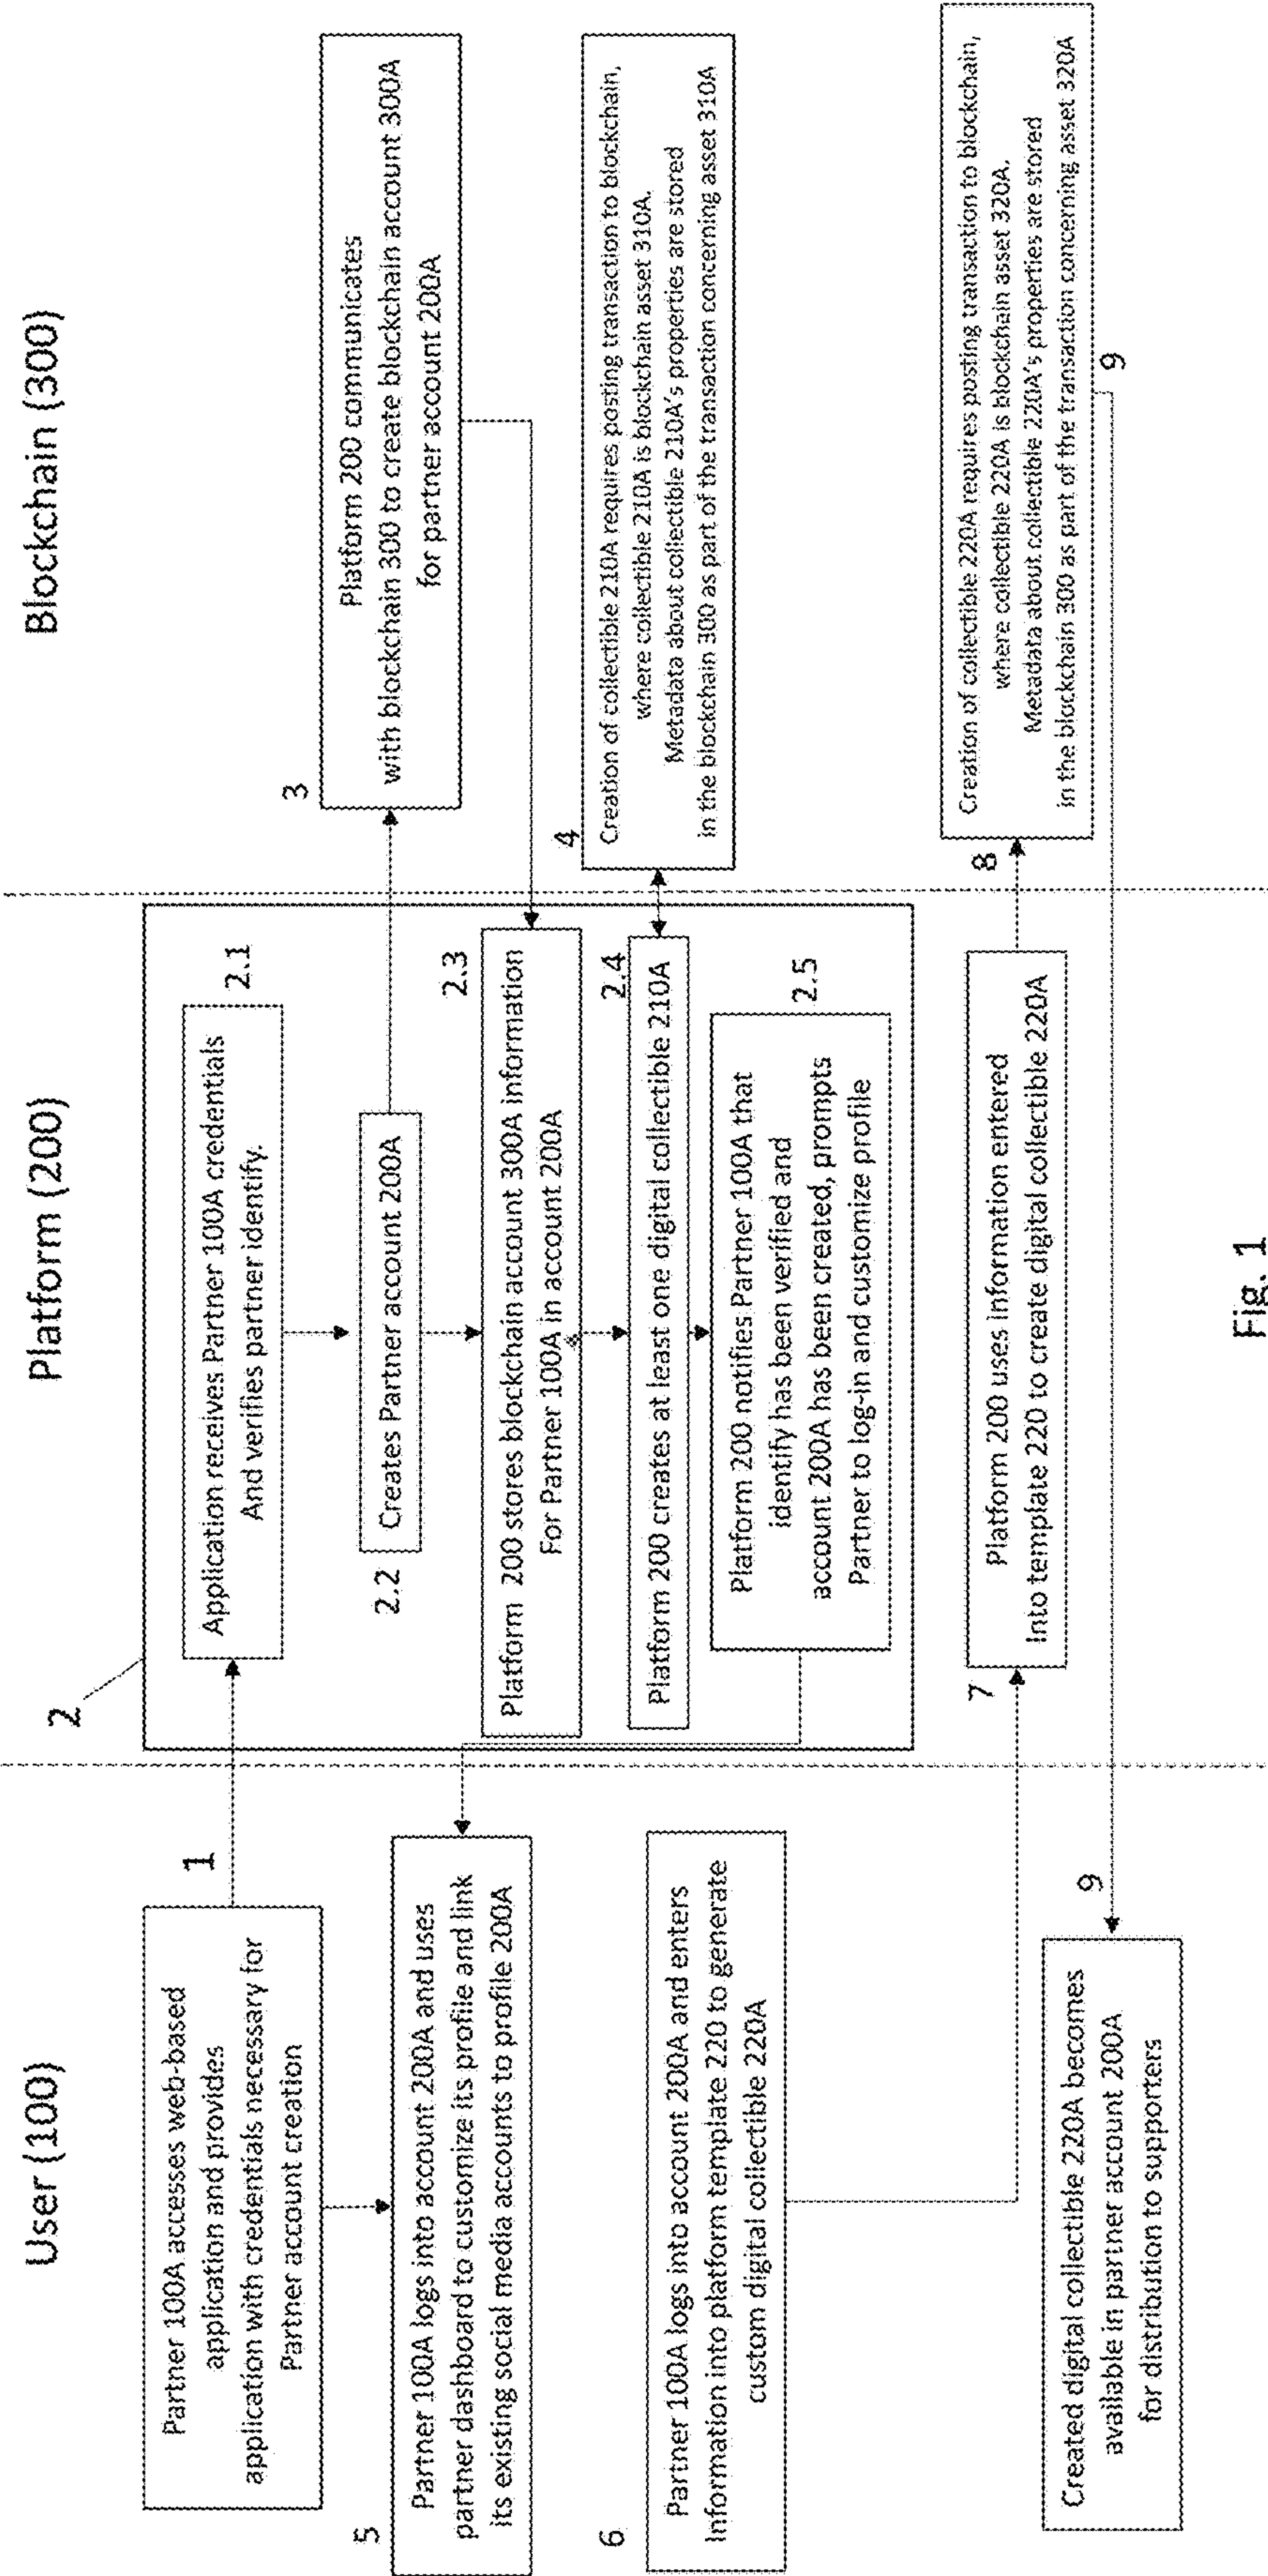 User (100)
Platform (200)
Blockchain (300)
Partner 100A accesses web-based
application and provides
application with credentials necessary for
Partner account creation
1
2
Application receives Partner 100A credentials
And verifies partner identify.
2.1
2.2
Creates Partner account 200A
3
Platform 200 communicates
with blockchain 300 to create blockchain account 300A
for partner account 200A
2.3
Platform 200 stores blockchain account 300A information
For Partner 100A in account 200A
2.4
Platform 200 creates at least one digital collectible 210A
4
Creation of collectible 210A requires posting transaction to blockchain,
where collectible 210A is blockchain asset 310A.
Metadata about collectible 210A's properties are stored
in the blockchain 300 as part of the transaction concerning asset 310A
2.5
Platform 200 notifies Partner 100A that
identify has been verified and
account 200A has been created, prompts
Partner to log-in and customize profile
5
Partner 100A logs into account 200A and uses
partner dashboard to customize its profile and link
its existing social media accounts to profile 200A
6
Partner 100A logs into account 200A and enters
Information into platform template 220 to generate
custom digital collectible 220A
7
Platform 200 uses information entered
Into template 220 to create digital collectible 220A
8
Creation of collectible 220A requires posting transaction to blockchain,
where collectible 220A is blockchain asset 320A.
Metadata about collectible 220A's properties are stored
in the blockchain 300 as part of the transaction concerning asset 320A
9
9
Created digital collectible 220A becomes
available in partner account 200A
for distribution to supporters
Fig. 1